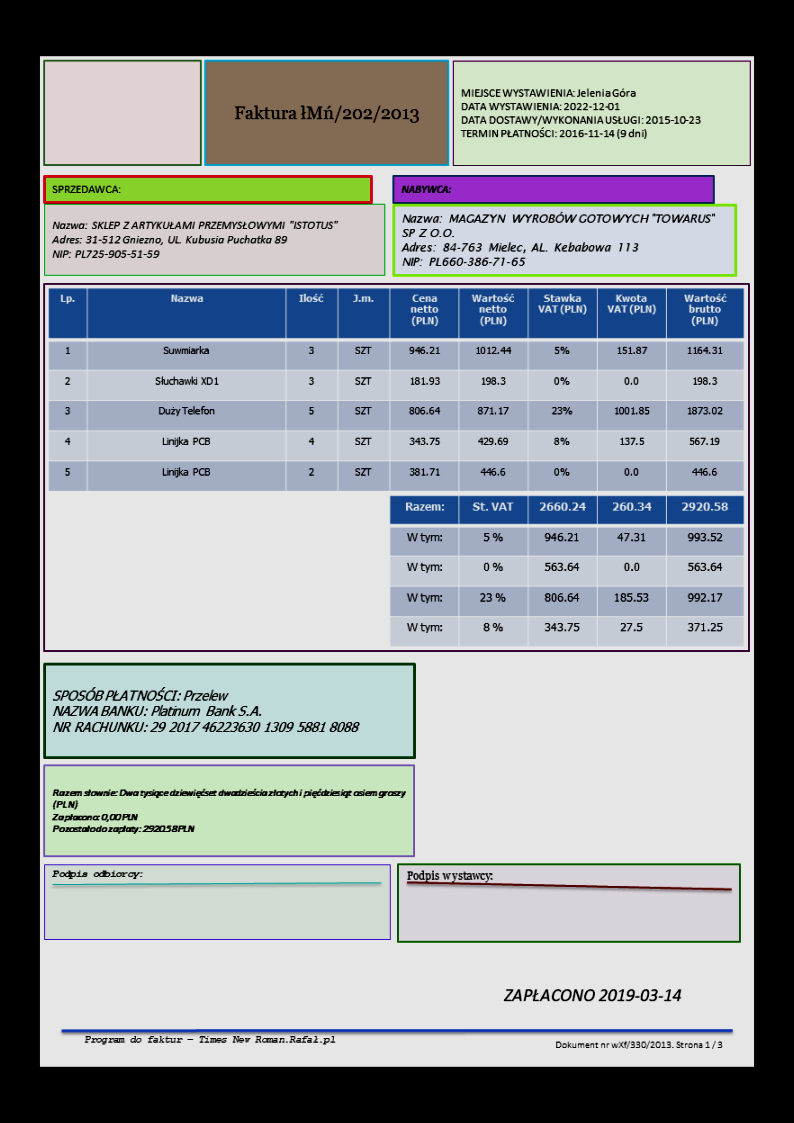 Faktura łMń/202/2013
MIEJSCE WYSTAWIENIA: Jelenia Góra
DATA WYSTAWIENIA: 2022-12-01
DATA DOSTAWY/WYKONANIA USŁUGI: 2015-10-23
TERMIN PŁATNOŚCI: 2016-11-14 (9 dni)
SPRZEDAWCA:
Nazwa: SKLEP Z ARTYKUŁAMI PRZEMYSŁOWYMI "ISTOTUS"
Adres: 31-512 Gniezno, UL. Kubusia Puchatka 89
NIP: PL725-905-51-59
NABYWCA:
Nazwa: MAGAZYN WYROBÓW GOTOWYCH "TOWARUS"
SP Z O.O.
Adres: 84-763 Mielec, AL. Kebabowa 113
NIP: PL660-386-71-65
Lp. Nazwa Ilość J.m. Cena netto (PLN) Wartość netto (PLN) Stawka VAT (PLN) Kwota VAT (PLN) Wartość brutto (PLN)
1 Suwmiarka 3 SZT 946.21 1012.44 5% 151.87 1164.31
2 Słuchawki XD1 3 SZT 181.93 198.3 0% 0.0 198.3
3 Duży Telefon 5 SZT 806.64 871.17 23% 1001.85 1873.02
4 Linijka PCB 4 SZT 343.75 429.69 8% 137.5 567.19
5 Linijka PCB 2 SZT 381.71 446.6 0% 0.0 446.6
Razem: St. VAT 2660.24 260.34 2920.58
W tym: 5 % 946.21 47.31 993.52
W tym: 0 % 563.64 0.0 563.64
W tym: 23 % 806.64 185.53 992.17
W tym: 8 % 343.75 27.5 371.25
SPOSÓB PŁATNOŚCI: Przelew
NAZWA BANKU: Platinum Bank S.A.
NR RACHUNKU: 29 2017 46223630 1309 5881 8088
Razem słownie: Dwa tysiące dziewięćset dwadzieścia złotych i pięćdziesiąt osiem groszy
(PLN)
Zapłacono: 0,00 PLN
Pozostało do zapłaty: 2920.58 PLN
Podpis odbiorcy:
Podpis wystawcy:
ZAPŁACONO 2019-03-14
Program do faktur – Times New Roman.Rafał.pl
Dokument nr wXf/330/2013. Strona 1 / 3